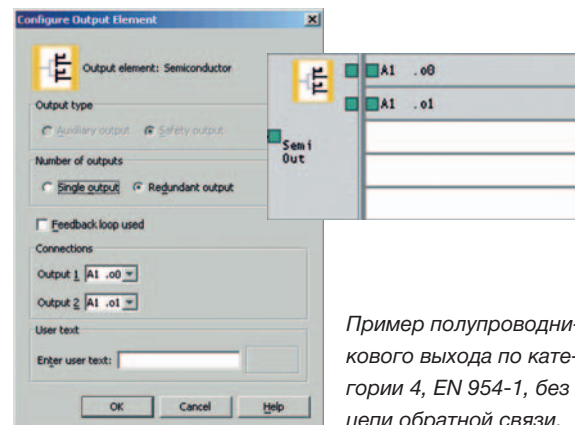 Configure Output Element
Output element: Semiconductor
Output type
Auxiliary output Safety output
Number of outputs
Single output Redundant output
Feedback loop used
Connections
Output 1 A1 .o0
Output 2 A1 .o1
User text
Enter user text:
OK Cancel Help
A1 .o0
A1 .o1
Semi
Out
Пример полупроводни-
кового выхода по кате-
гории 4, EN 954-1, без
цепи обратной связи.